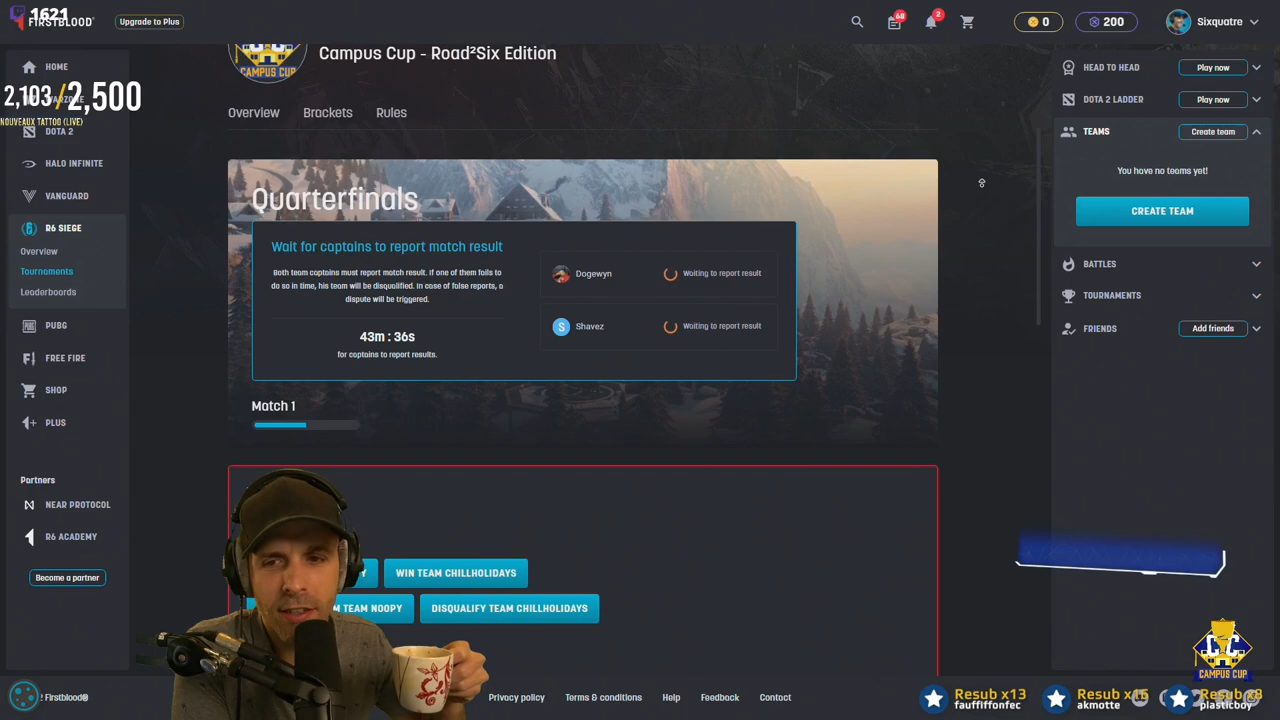 1621
FIRSTBLOOD
Upgrade to Plus
68
2
0
200
Sixquatre
CAMPUS CUP
Campus Cup - Road²Six Edition
Overview
Brackets
Rules
HOME
2,103/2,500
NOUVEAUX TATTOO (LIVE)
DOTA 2
HALO INFINITE
VANGUARD
R6 SIEGE
Overview
Tournaments
Leaderboards
PUBG
FREE FIRE
SHOP
PLUS
Partners
NEAR PROTOCOL
R6 ACADEMY
Become a partner
Quarterfinals
Wait for captains to report match result
Both team captains must report match result. If one of them fails to
do so in time, his team will be disqualified. In case of false reports, a
dispute will be triggered.
43m : 36s
for captains to report results.
Dogewyn
Waiting to report result
S
Shavez
Waiting to report result
Match 1
WIN TEAM CHILLHOLIDAYS
M TEAM NOOPY
DISQUALIFY TEAM CHILLHOLIDAYS
HEAD TO HEAD
Play now
DOTA 2 LADDER
Play now
TEAMS
Create team
You have no teams yet!
CREATE TEAM
BATTLES
TOURNAMENTS
FRIENDS
Add friends
CC
CAMPUS CUP
Firstblood®
Privacy policy
Terms & conditions
Help
Feedback
Contact
Resub x13
fauffiffonfec
akmotte
plasticboy